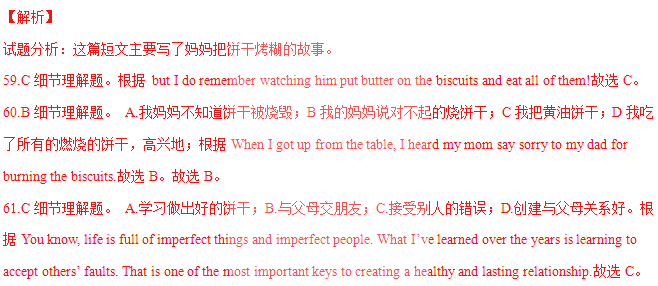 【解析】
试题分析：这篇短文主要写了妈妈把饼干烤糊的故事。
59.C 细节理解题。根据 but I do remember watching him put butter on the biscuits and eat all of them!故选 C。
60.B 细节理解题。 A.我妈妈不知道饼干被烧毁；B 我的妈妈说对不起的烧饼干；C 我把黄油饼干；D 我吃
了所有的燃烧的饼干，高兴地；根据 When I got up from the table, I heard my mom say sorry to my dad for
burning the biscuits.故选 B。故选 B。
61.C 细节理解题。 A.学习做出好的饼干；B.与父母交朋友；C.接受别人的错误；D.创建与父母关系好。根
据 You know, life is full of imperfect things and imperfect people. What I’ve learned over the years is learning to
accept others’ faults. That is one of the most important keys to creating a healthy and lasting relationship.故选 C。